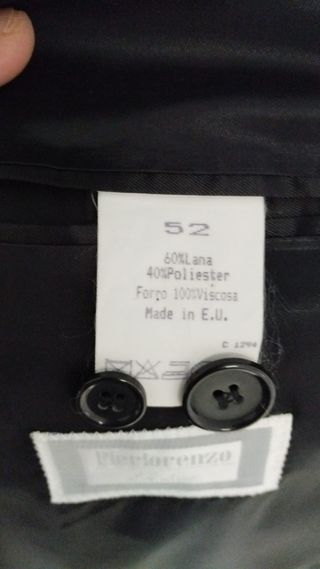 52
60%Lana
40%Poliester
Forro 100%Viscosa
Made in E.U.
C 1294
Pierlorenzo